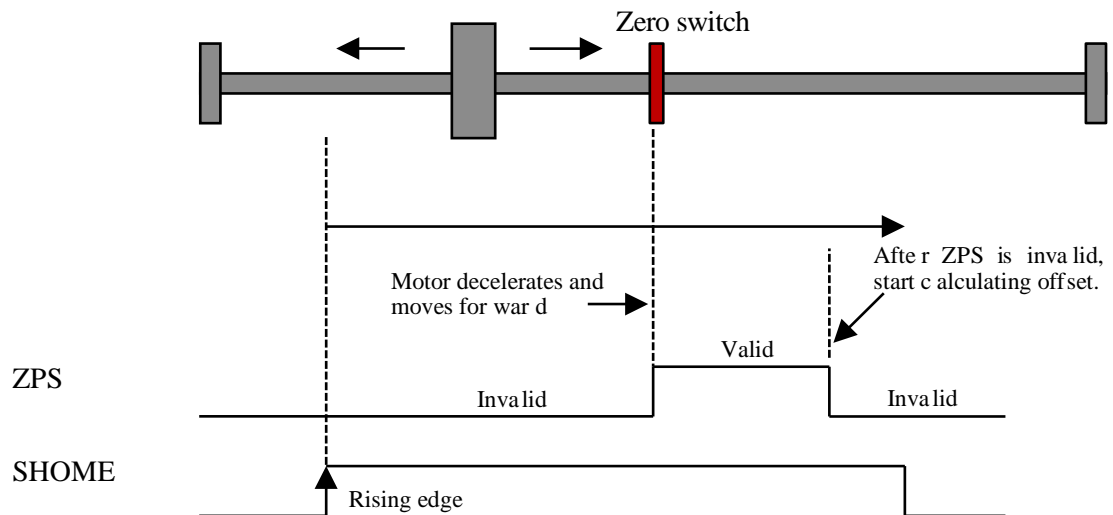 Zero switch
After ZPS is invalid,
start calculating offset.
Motor decelerates and
moves forward
Valid
ZPS
Invalid
Invalid
SHOME
Rising edge